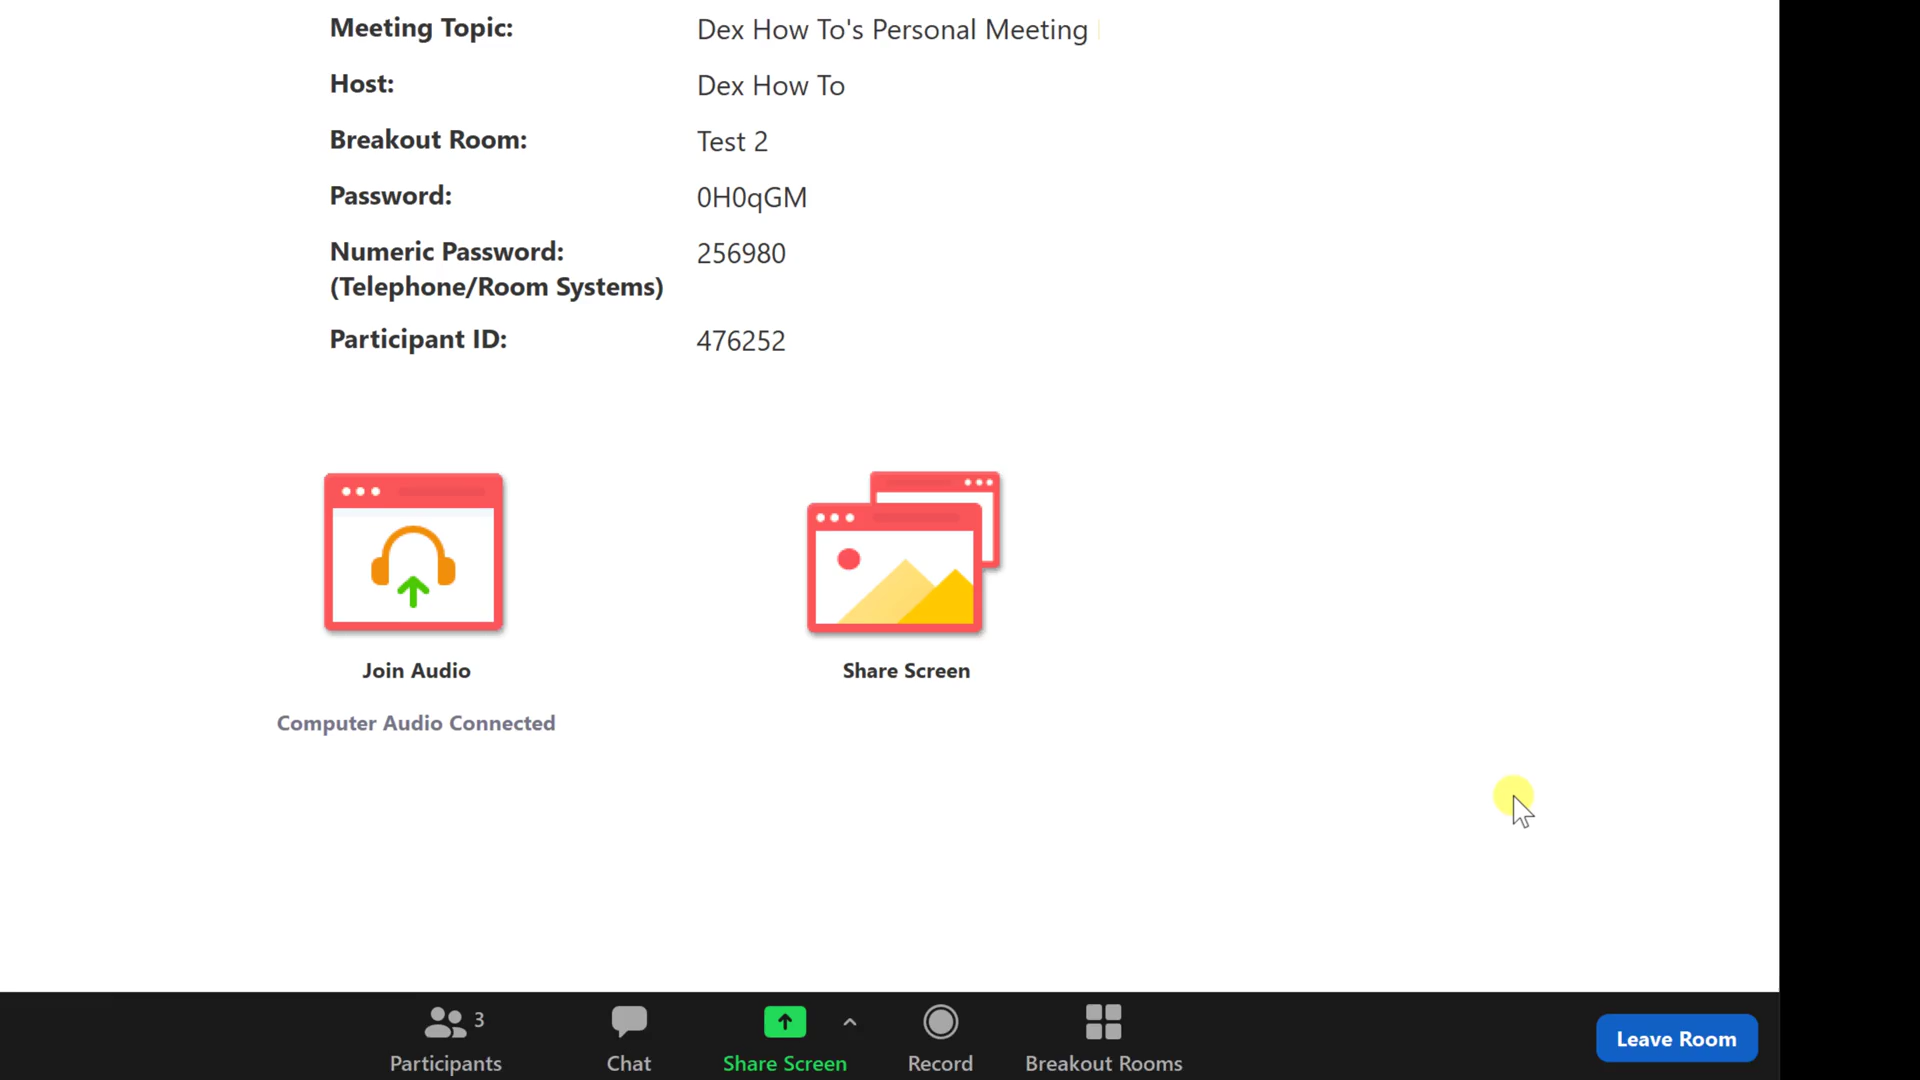 Meeting Topic: Dex How To's Personal Meeting
Host: Dex How To
Breakout Room: Test 2
Password: 0H0qGM
Numeric Password: 256980
(Telephone/Room Systems)
Participant ID: 476252
Join Audio Share Screen
Computer Audio Connected
3
Participants Chat Share Screen Record Breakout Rooms Leave Room